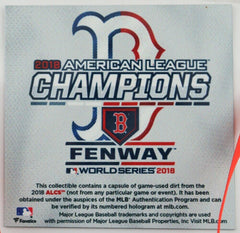 2018 AMERICAN LEAGUE
CHAMPIONS
B
FENWAY
WORLD SERIES 2018
This collectible contains a capsule of game-used dirt from the
2018 ALCS™ (not from any particular game or event). It has been
obtained under the auspices of the MLB® Authentication Program and can be
verified by its numbered hologram at mlb.com.
Major League Baseball trademarks and copyrights are used
with permission of Major League Baseball Properties, Inc. Visit MLB.com
Fanatics